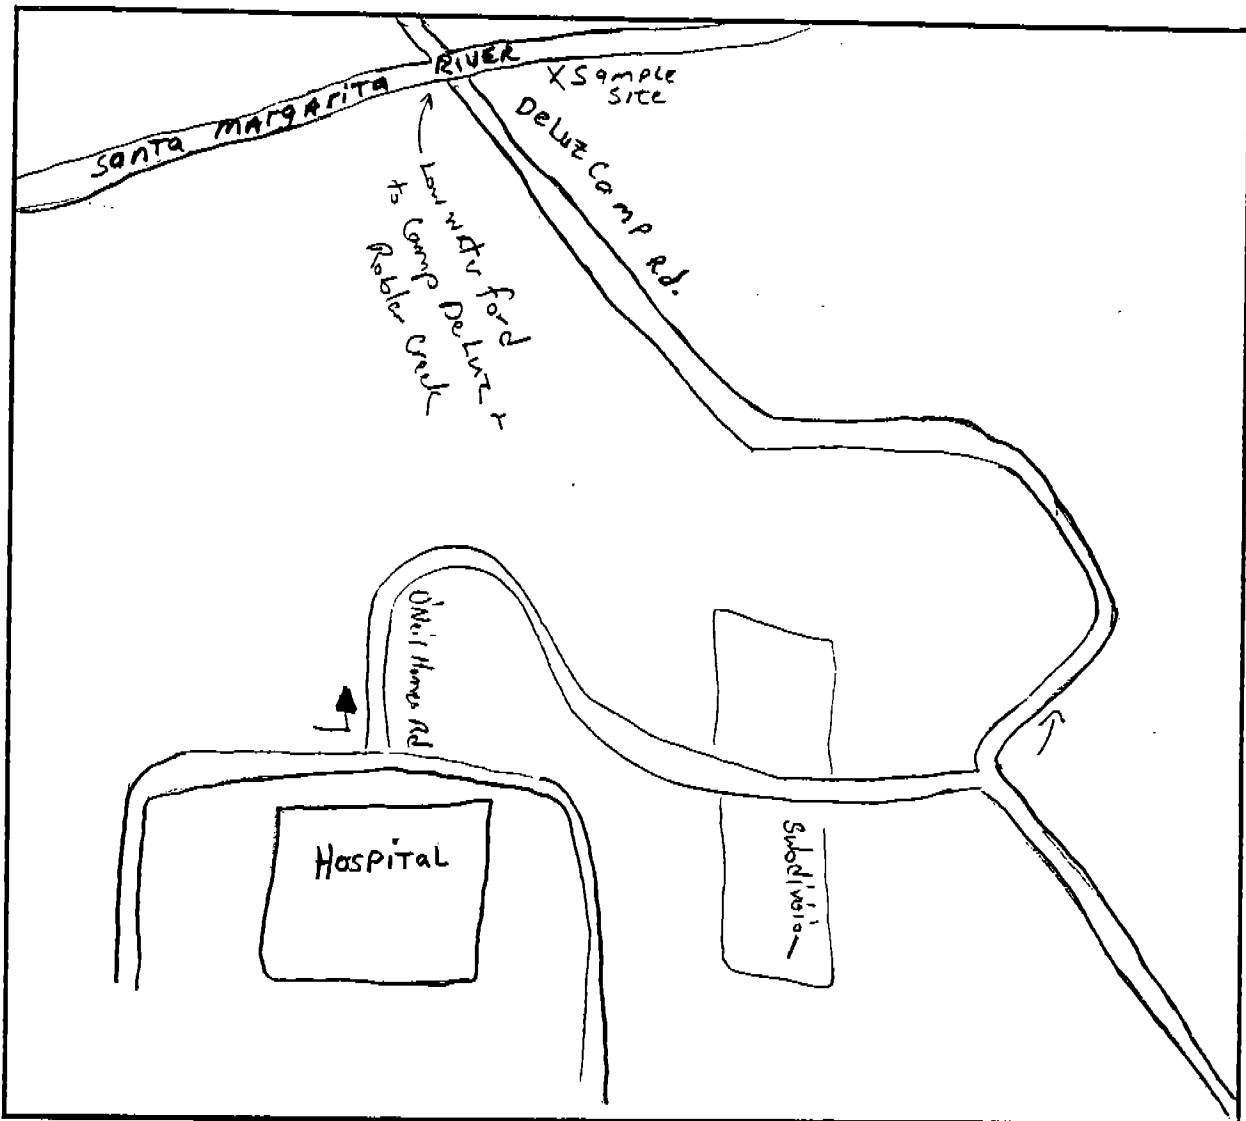 Santa Margarita River
X Sample
Site
DeLuz Camp Rd.
Low water ford
to Camp DeLuz +
Robler Creek
O'Neil Homes Rd
Hospital
Subdivision